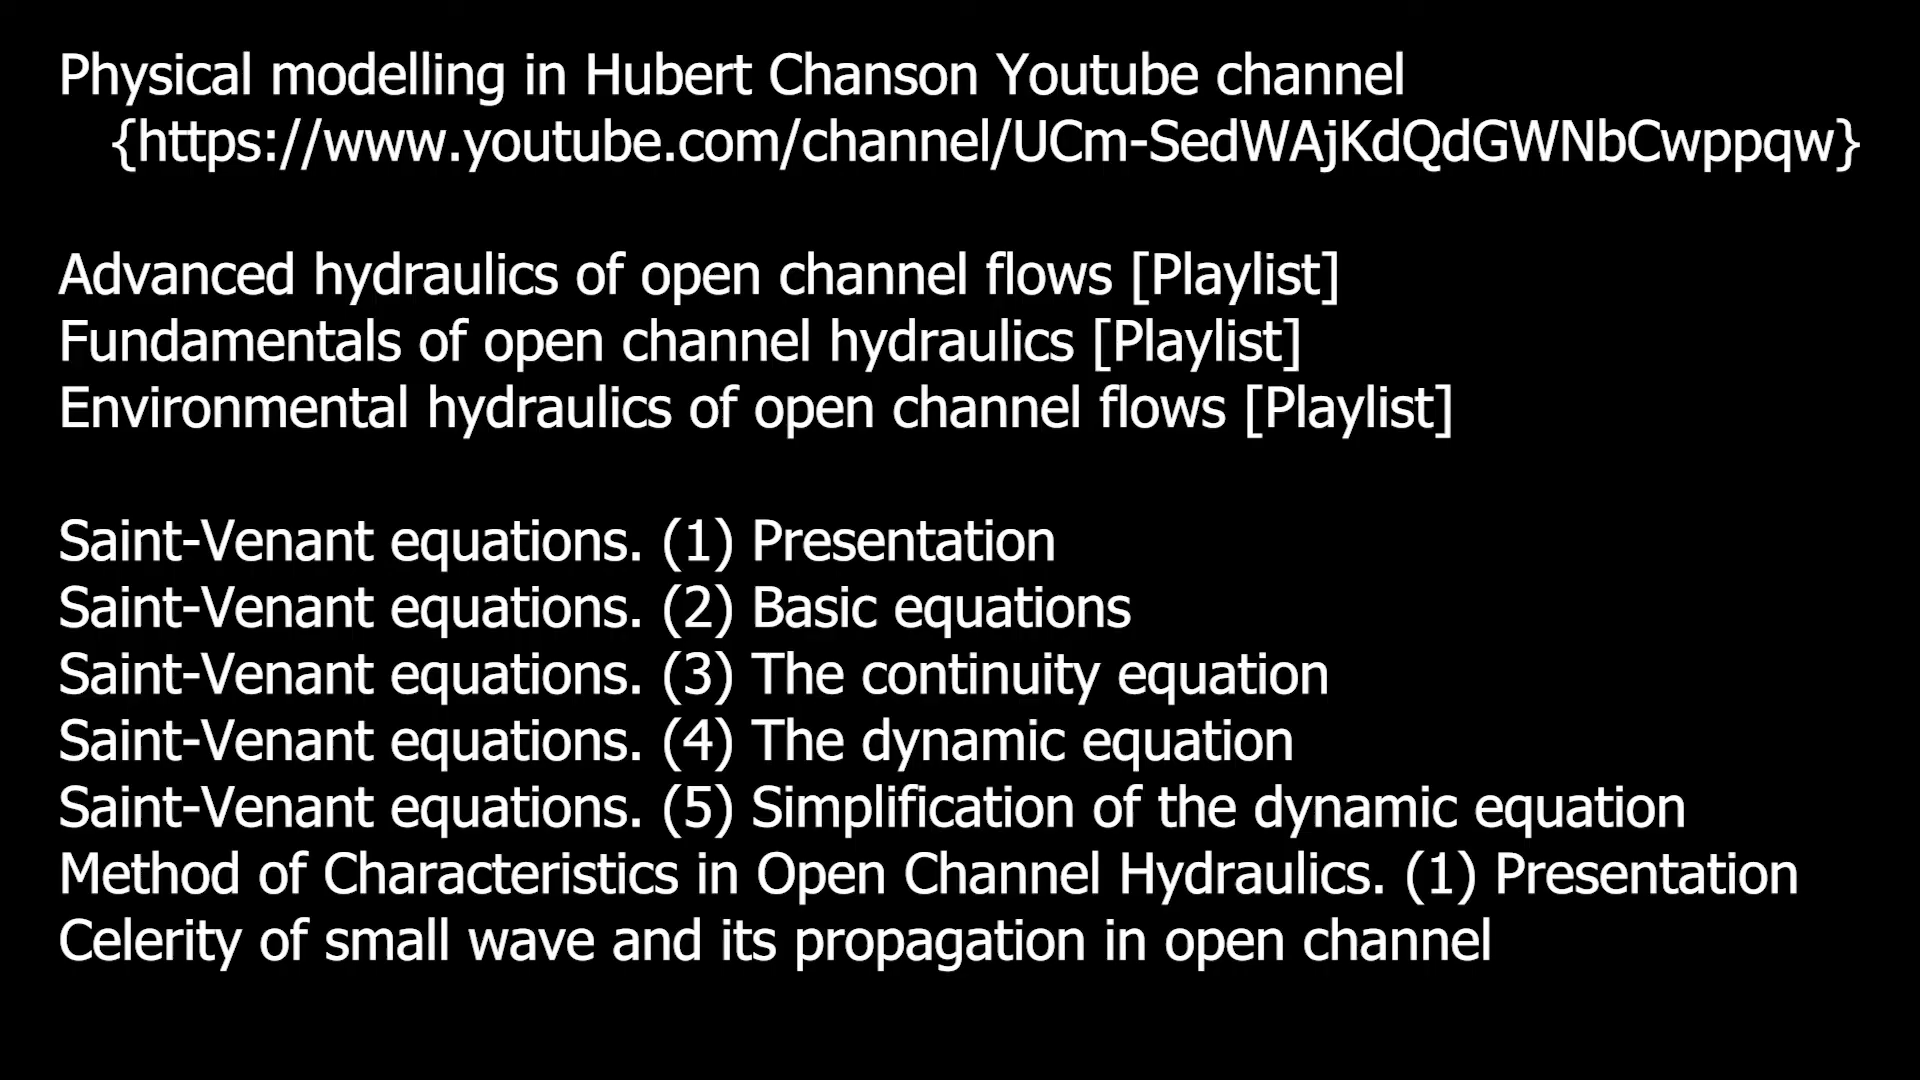 Physical modelling in Hubert Chanson Youtube channel
{https://www.youtube.com/channel/UCm-SedWAjKdQdGWNbCwppqw}
Advanced hydraulics of open channel flows [Playlist]
Fundamentals of open channel hydraulics [Playlist]
Environmental hydraulics of open channel flows [Playlist]
Saint-Venant equations. (1) Presentation
Saint-Venant equations. (2) Basic equations
Saint-Venant equations. (3) The continuity equation
Saint-Venant equations. (4) The dynamic equation
Saint-Venant equations. (5) Simplification of the dynamic equation
Method of Characteristics in Open Channel Hydraulics. (1) Presentation
Celerity of small wave and its propagation in open channel